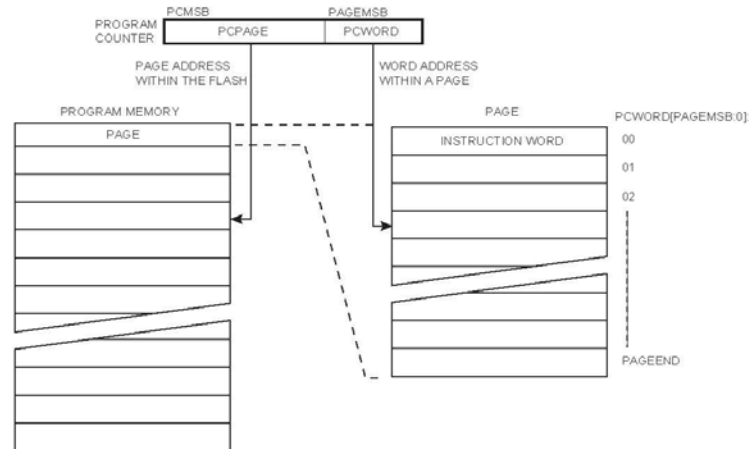 PCMSB PAGEMSB
PROGRAM
COUNTER
PCPAGE PCWORD
PAGE ADDRESS
WITHIN THE FLASH
WORD ADDRESS
WITHIN A PAGE
PROGRAM MEMORY
PAGE
PAGE
PCWORD[PAGEMSB:0]:
INSTRUCTION WORD
00
01
02
PAGEEND